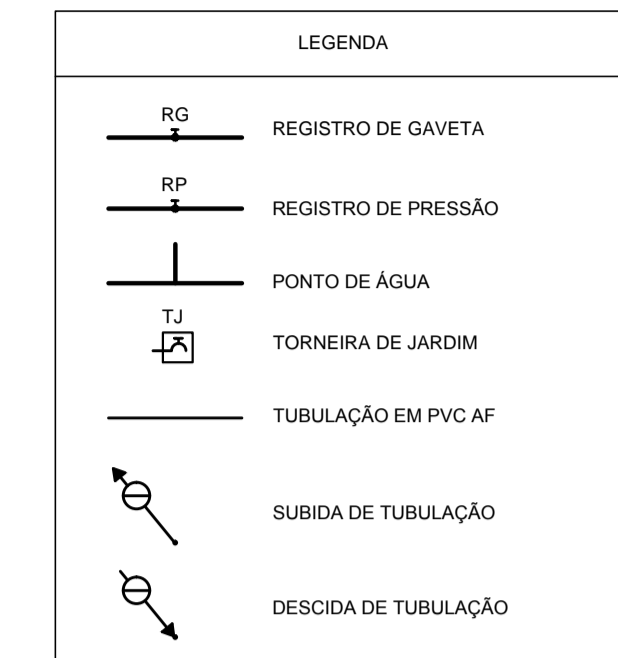 LEGENDA
RG
REGISTRO DE GAVETA
RP
REGISTRO DE PRESSÃO
PONTO DE ÁGUA
TJ
TORNEIRA DE JARDIM
TUBULAÇÃO EM PVC AF
SUBIDA DE TUBULAÇÃO
DESCIDA DE TUBULAÇÃO